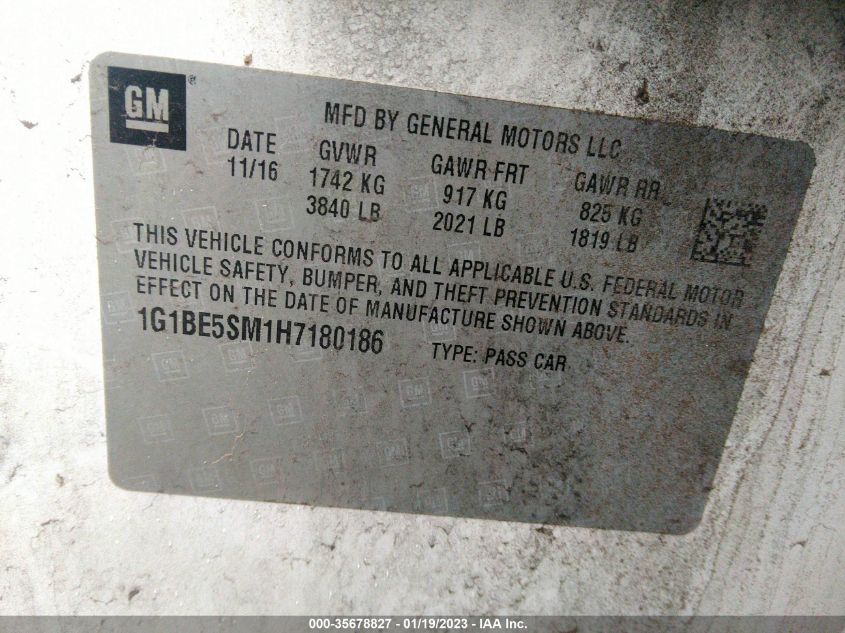 GM ®
MFD BY GENERAL MOTORS LLC
DATE GVWR GAWR FRT GAWR RR
11/16 1742 KG 917 KG 825 KG
3840 LB 2021 LB 1819 LB
THIS VEHICLE CONFORMS TO ALL APPLICABLE U.S. FEDERAL MOTOR
VEHICLE SAFETY, BUMPER, AND THEFT PREVENTION STANDARDS IN
EFFECT ON THE DATE OF MANUFACTURE SHOWN ABOVE.
1G1BE5SM1H7180186 TYPE: PASS CAR
000-35678827 - 01/19/2023 - IAA Inc.